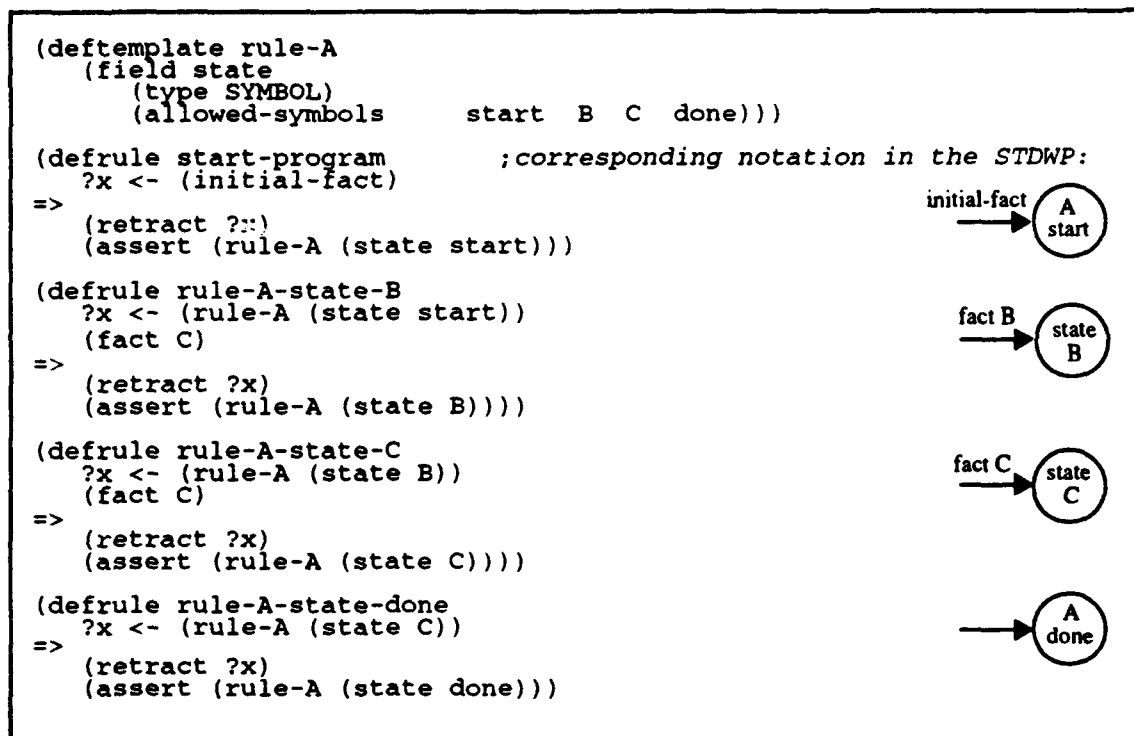 (deftemplate rule-A
(field state
(type SYMBOL)
(allowed-symbols start B C done)))
(defrule start-program ;corresponding notation in the STDWP:
?x <- (initial-fact)
=>
(retract ?x)
(assert (rule-A (state start)))
initial-fact
A
start
(defrule rule-A-state-B
?x <- (rule-A (state start))
(fact C)
=>
(retract ?x)
(assert (rule-A (state B))))
fact B
state
B
(defrule rule-A-state-C
?x <- (rule-A (state B))
(fact C)
=>
(retract ?x)
(assert (rule-A (state C))))
fact C
state
C
(defrule rule-A-state-done
?x <- (rule-A (state C))
=>
(retract ?x)
(assert (rule-A (state done)))
A
done